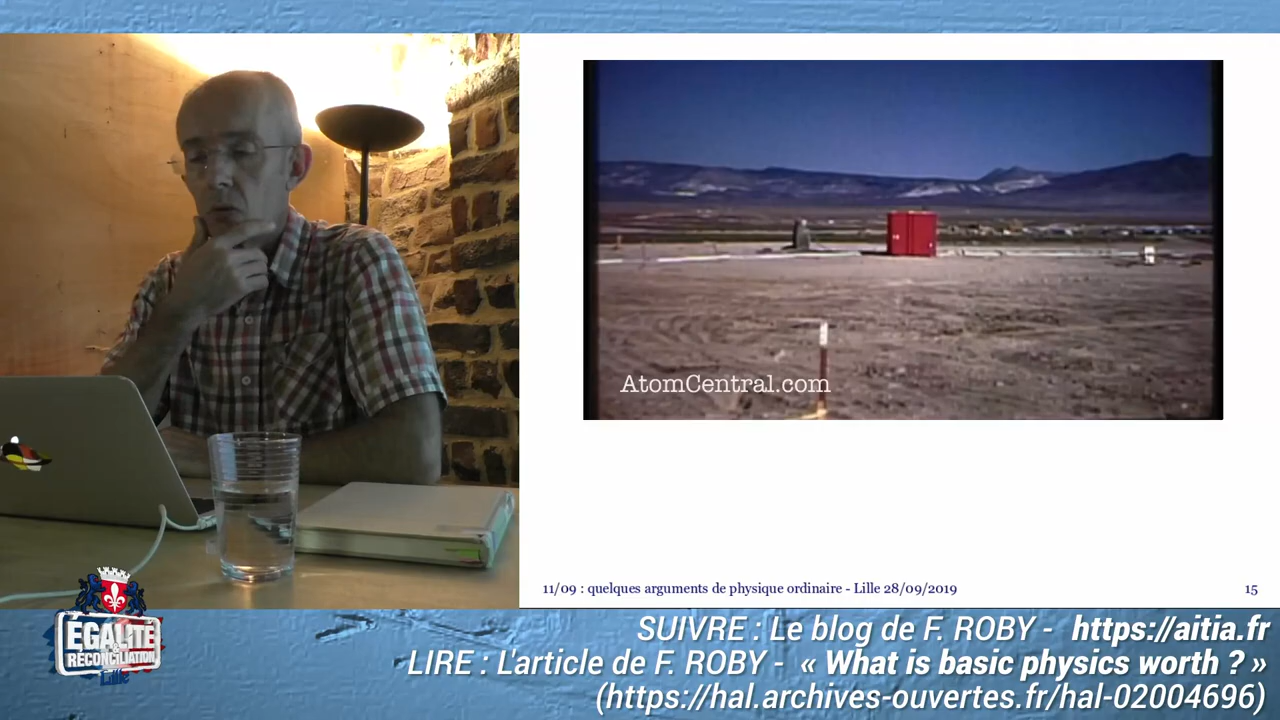 AtomCentral.com
11/09 : quelques arguments de physique ordinaire - Lille 28/09/2019
15
ÉGALITÉ
&
RÉCONCILIATION
Lille
SUIVRE : Le blog de F. ROBY - https://aitia.fr
LIRE : L'article de F. ROBY - « What is basic physics worth ? »
(https://hal.archives-ouvertes.fr/hal-02004696)